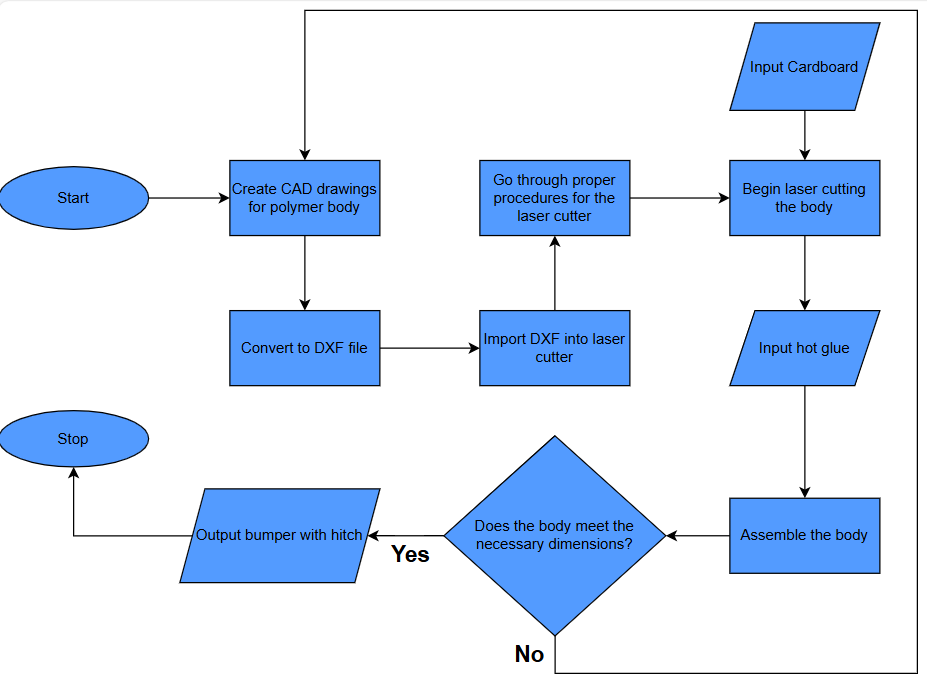 Input Cardboard
Start
Create CAD drawings
for polymer body
Go through proper
procedures for the
laser cutter
Begin laser cutting
the body
Convert to DXF file
Import DXF into laser
cutter
Input hot glue
Stop
Output bumper with hitch
Yes
Does the body meet the
necessary dimensions?
Assemble the body
No